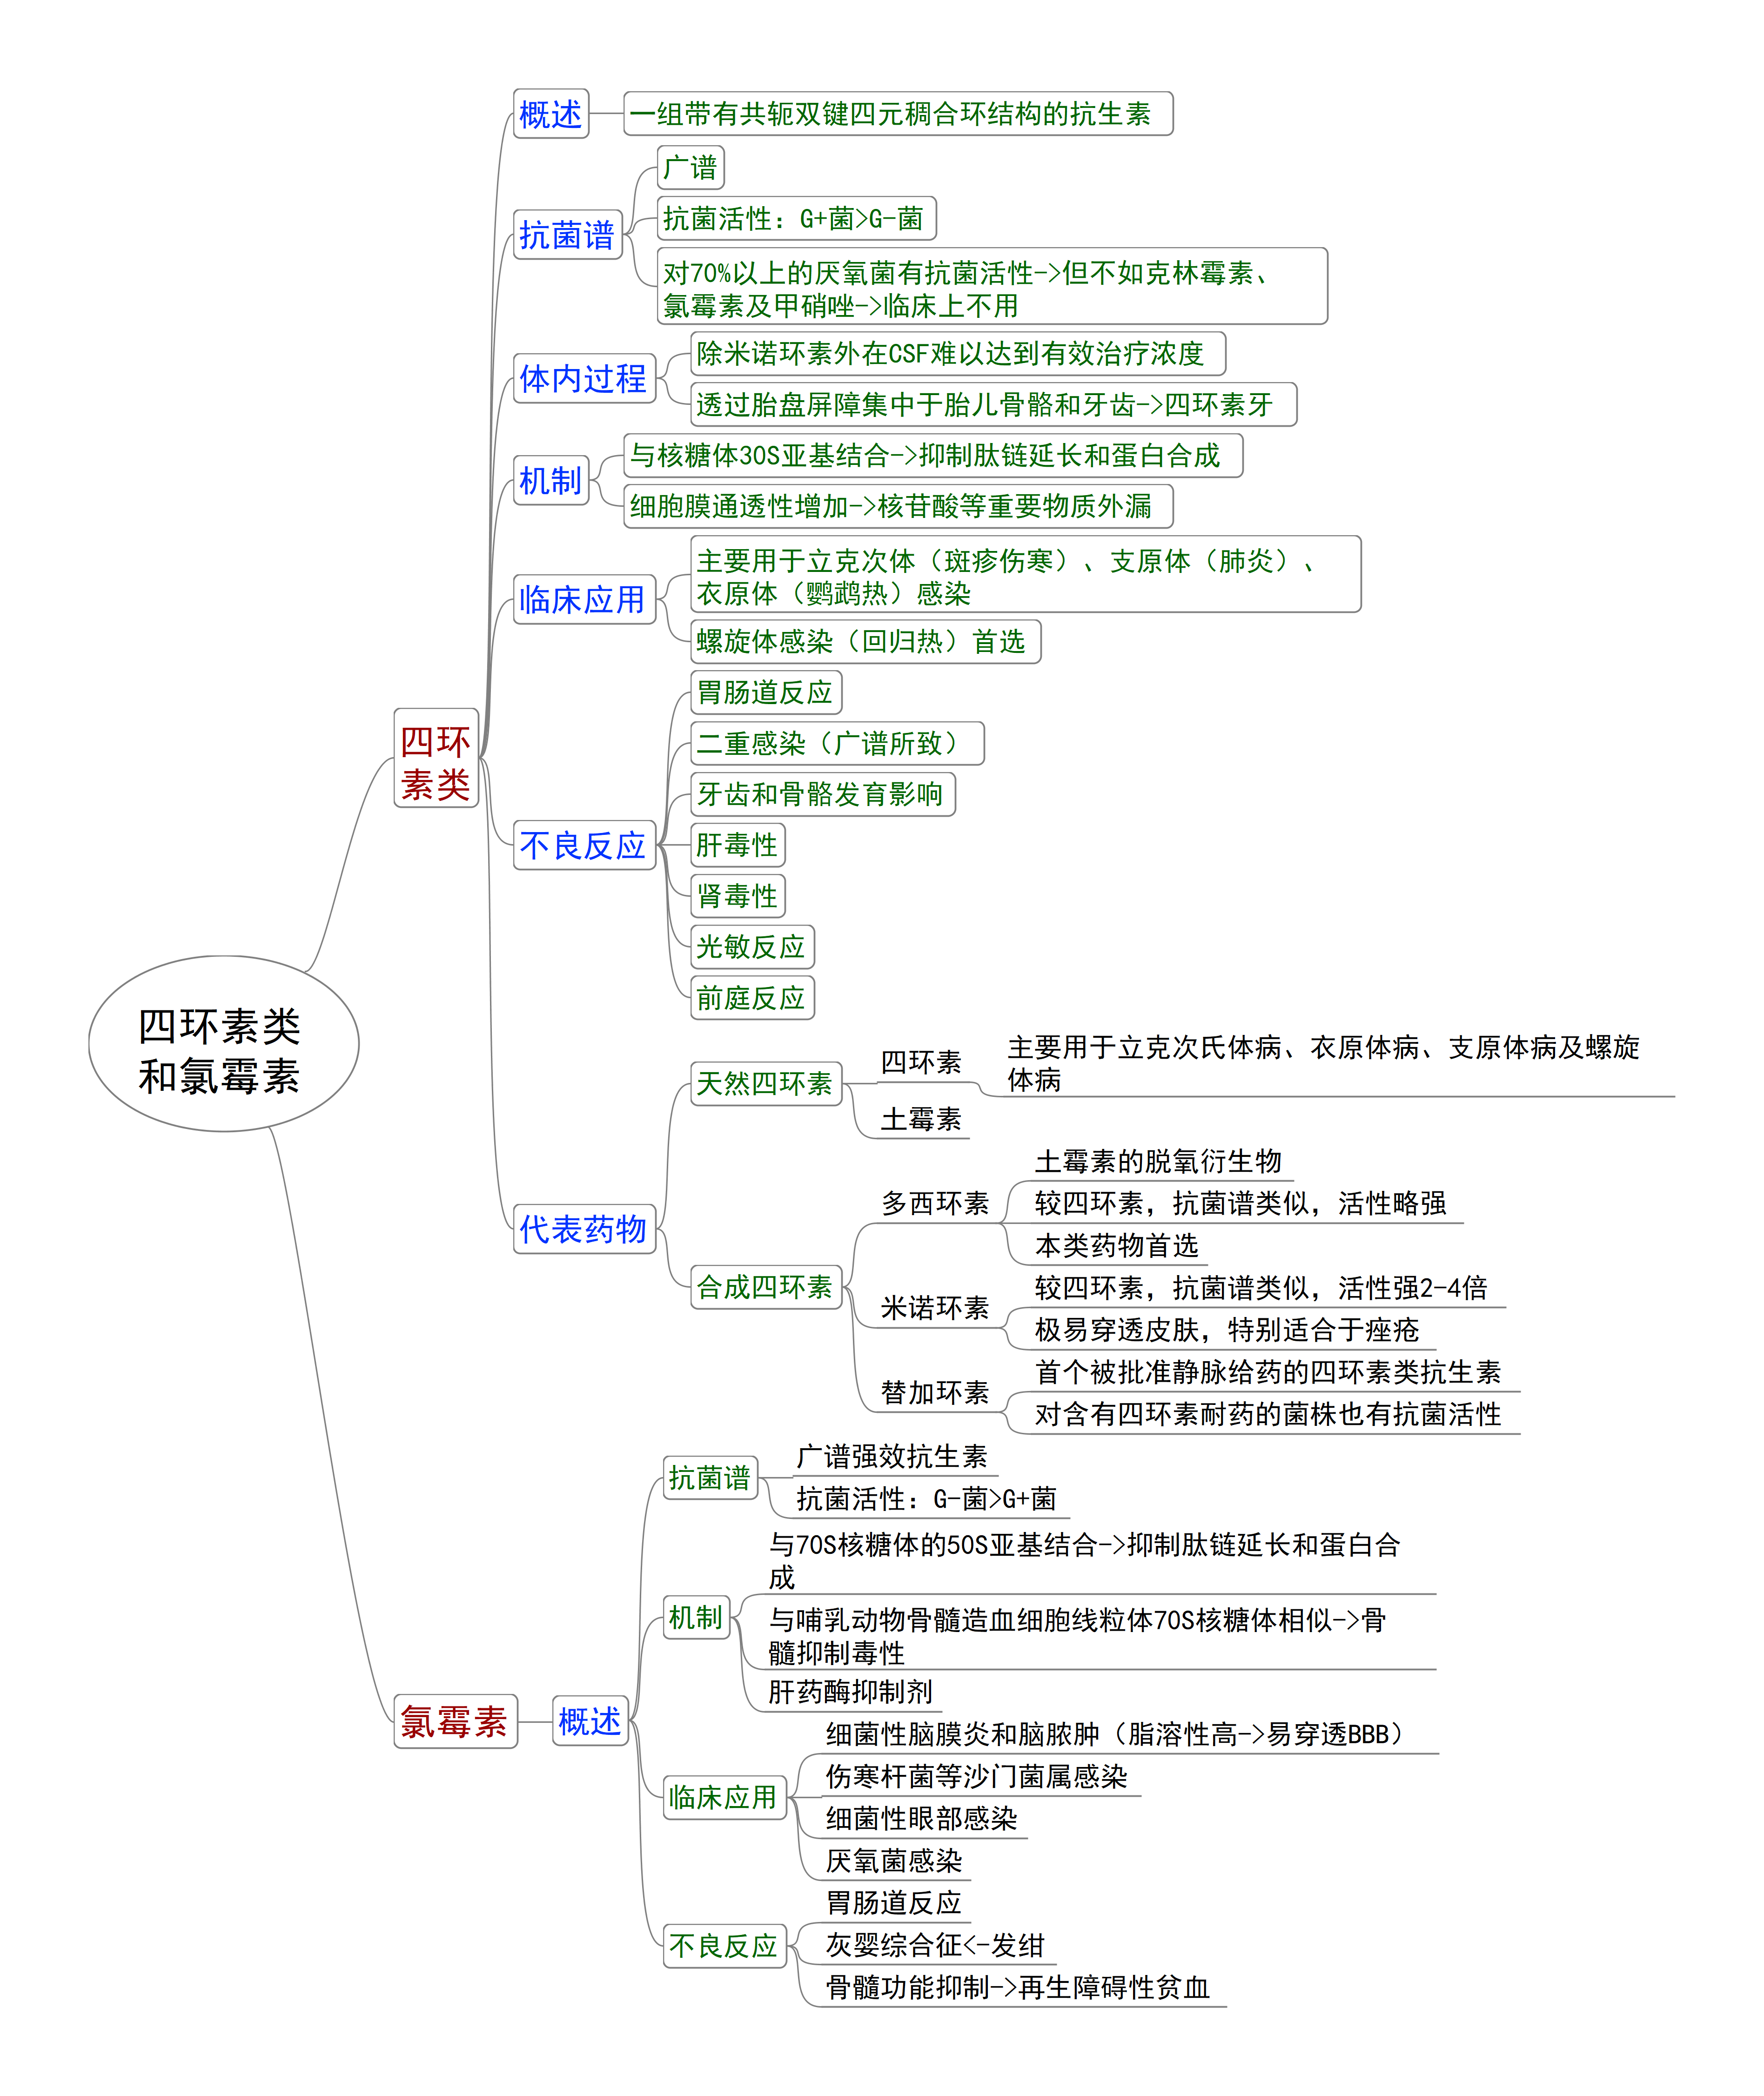 概述
一组带有共轭双键四元稠合环结构的抗生素
广谱
抗菌谱
抗菌活性：G+菌>G-菌
对70%以上的厌氧菌有抗菌活性->但不如克林霉素、
氯霉素及甲硝唑->临床上不用
体内过程
除米诺环素外在CSF难以达到有效治疗浓度
透过胎盘屏障集中于胎儿骨骼和牙齿->四环素牙
机制
与核糖体30S亚基结合->抑制肽链延长和蛋白合成
细胞膜通透性增加->核苷酸等重要物质外漏
临床应用
主要用于立克次体（斑疹伤寒）、支原体（肺炎）、
衣原体（鹦鹉热）感染
螺旋体感染（回归热）首选
四环
素类
不良反应
胃肠道反应
二重感染（广谱所致）
牙齿和骨骼发育影响
肝毒性
肾毒性
光敏反应
前庭反应
四环素类
和氯霉素
代表药物
天然四环素
四环素
主要用于立克次氏体病、衣原体病、支原体病及螺旋
体病
土霉素
合成四环素
多西环素
土霉素的脱氧衍生物
较四环素，抗菌谱类似，活性略强
本类药物首选
米诺环素
较四环素，抗菌谱类似，活性强2-4倍
极易穿透皮肤，特别适合于痤疮
替加环素
首个被批准静脉给药的四环素类抗生素
对含有四环素耐药的菌株也有抗菌活性
氯霉素
概述
抗菌谱
广谱强效抗生素
抗菌活性：G-菌>G+菌
机制
与70S核糖体的50S亚基结合->抑制肽链延长和蛋白合
成
与哺乳动物骨髓造血细胞线粒体70S核糖体相似->骨
髓抑制毒性
肝药酶抑制剂
临床应用
细菌性脑膜炎和脑脓肿（脂溶性高->易穿透BBB）
伤寒杆菌等沙门菌属感染
细菌性眼部感染
厌氧菌感染
不良反应
胃肠道反应
灰婴综合征<-发绀
骨髓功能抑制->再生障碍性贫血